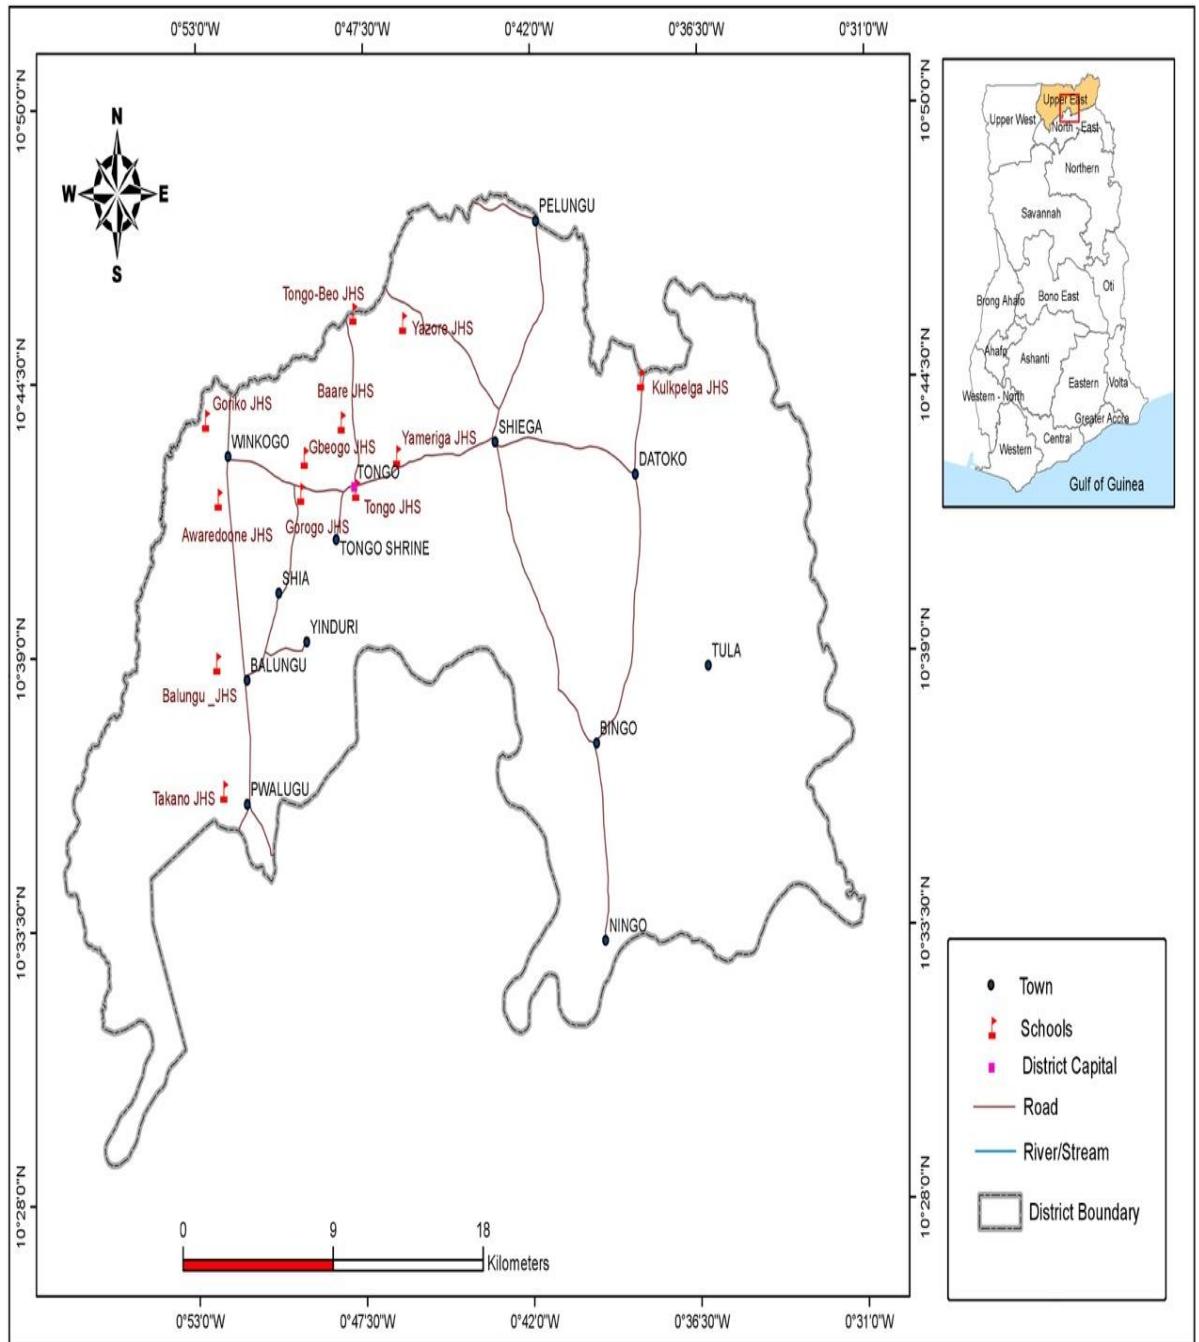 0°53'0"W
0°47'30"W
0°42'0"W
0°36'30"W
0°31'0"W
10°50'0"N
10°50'0"N
N
W
E
S
Upper East
Upper West
North - East
Northern
Savannah
Brong Ahafo
Bono East
Oti
Ahafo
Ashanti
Eastern
Volta
Western - North
Greater Accra
Central
Western
Gulf of Guinea
PELUNGU
Tongo-Beo JHS
Yazore JHS
10°44'30"N
10°44'30"N
Kulkpelga JHS
Baare JHS
Goriko JHS
WINKOGO
Gbeogo JHS
Yameriga JHS
SHIEGA
DATOKO
TONGO
Tongo JHS
Awaredoone JHS
Gorogo JHS
TONGO SHRINE
SHIA
YINDURI
10°39'0"N
10°39'0"N
TULA
BALUNGU
Balungu _JHS
BINGO
Takano JHS
PWALUGU
10°33'30"N
10°33'30"N
NINGO
Town
Schools
District Capital
Road
River/Stream
District Boundary
10°28'0"N
10°28'0"N
0
9
18
Kilometers
0°53'0"W
0°47'30"W
0°42'0"W
0°36'30"W
0°31'0"W